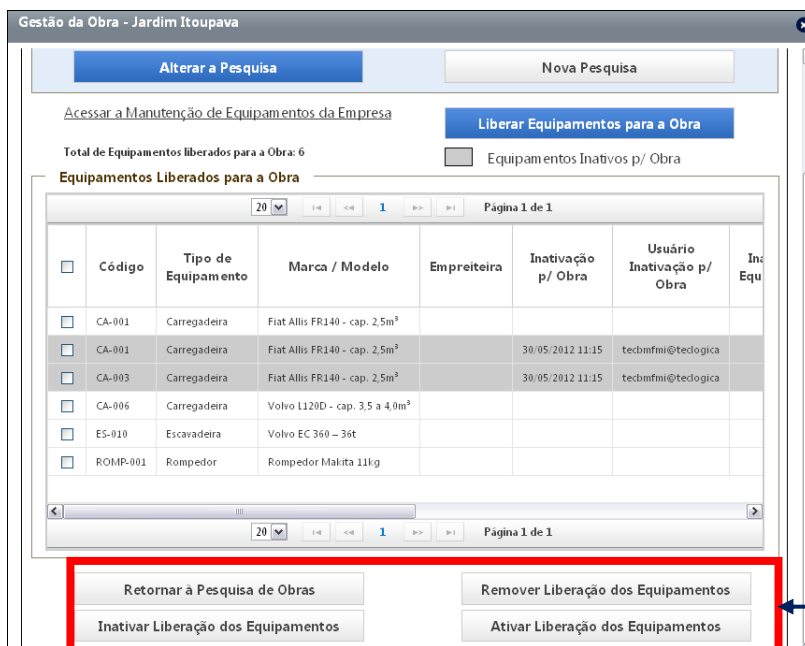 Gestão da Obra - Jardim Itoupava
Alterar a Pesquisa Nova Pesquisa
Acessar a Manutenção de Equipamentos da Empresa
Liberar Equipamentos para a Obra
Total de Equipamentos liberados para a Obra: 6
Equipamentos Inativos p/ Obra
Equipamentos Liberados para a Obra
20 1 Página 1 de 1
Código Tipo de Equipamento Marca / Modelo Empreiteira Inativação p/ Obra Usuário Inativação p/ Obra
CA-001 Carregadeira Fiat Allis FR140 - cap. 2,5m³
CA-001 Carregadeira Fiat Allis FR140 - cap. 2,5m³ 30/05/2012 11:15 tecbmfmi@teclogica
CA-003 Carregadeira Fiat Allis FR140 - cap. 2,5m³ 30/05/2012 11:15 tecbmfmi@teclogica
CA-006 Carregadeira Volvo L120D - cap. 3,5 a 4,0m³
ES-010 Escavadeira Volvo EC 360 – 36t
ROMP-001 Rompedor Rompedor Makita 11kg
20 1 Página 1 de 1
Retornar à Pesquisa de Obras Remover Liberação dos Equipamentos
Inativar Liberação dos Equipamentos Ativar Liberação dos Equipamentos